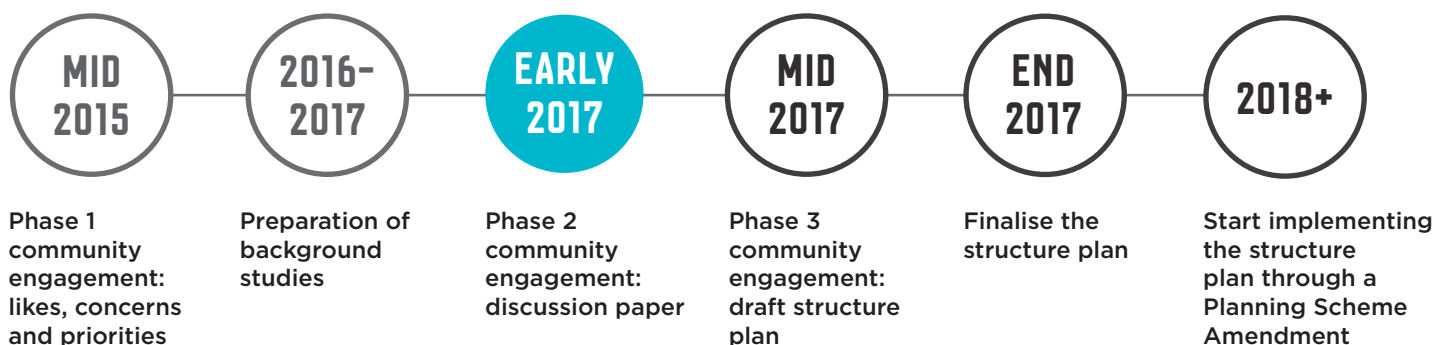 MID
2015
2016-
2017
EARLY
2017
MID
2017
END
2017
2018+
Phase 1
community
engagement:
likes, concerns
and priorities
Preparation of
background
studies
Phase 2
community
engagement:
discussion paper
Phase 3
community
engagement:
draft structure
plan
Finalise the
structure plan
Start implementing
the structure
plan through a
Planning Scheme
Amendment